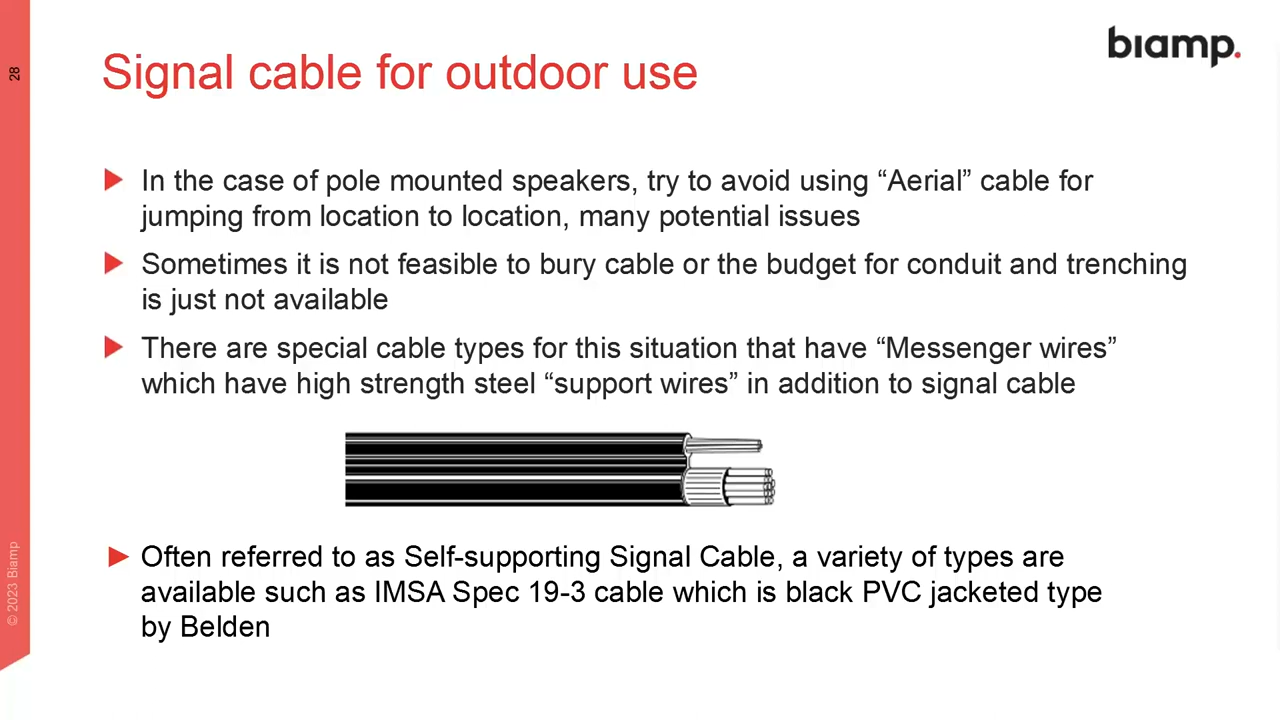 28
biamp.
Signal cable for outdoor use
In the case of pole mounted speakers, try to avoid using “Aerial” cable for
jumping from location to location, many potential issues
Sometimes it is not feasible to bury cable or the budget for conduit and trenching
is just not available
There are special cable types for this situation that have “Messenger wires”
which have high strength steel “support wires” in addition to signal cable
Often referred to as Self-supporting Signal Cable, a variety of types are
available such as IMSA Spec 19-3 cable which is black PVC jacketed type
by Belden
© 2023 Biamp